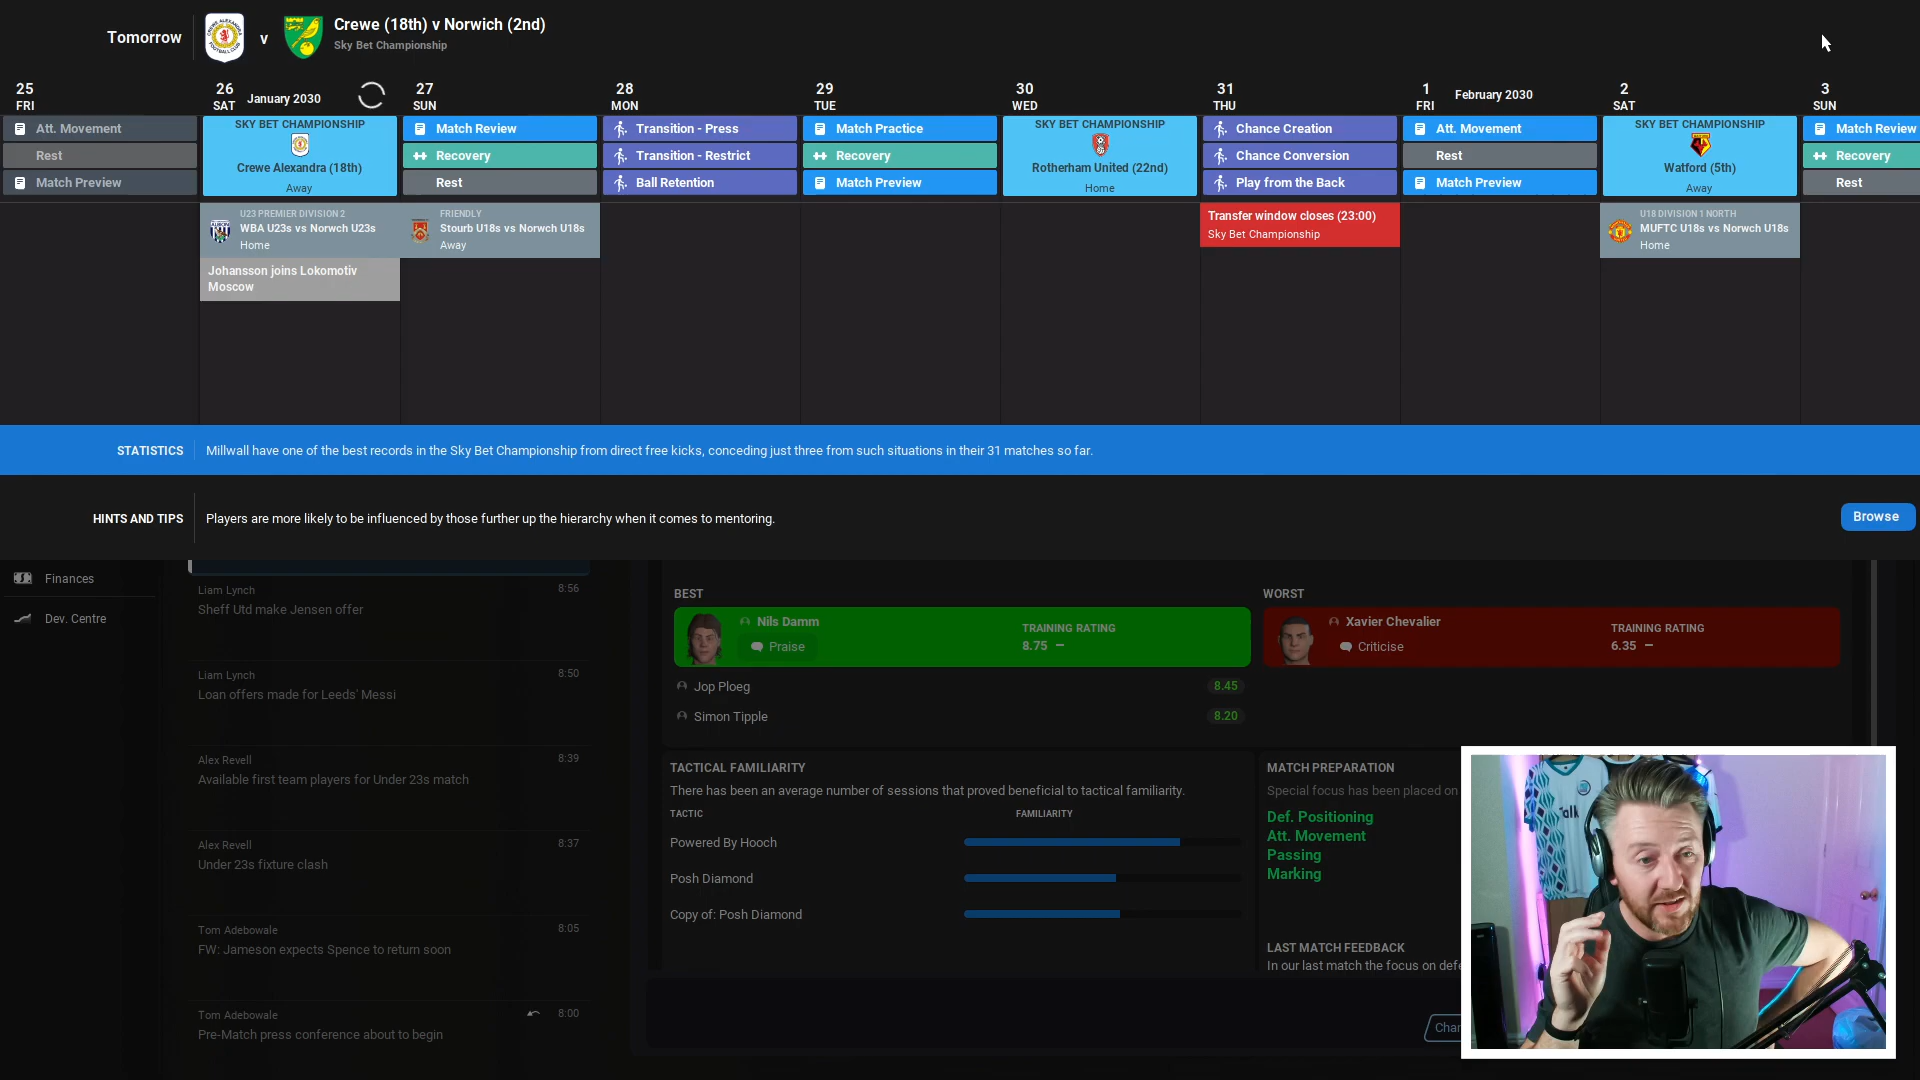 Tomorrow
v
Crewe (18th) v Norwich (2nd)
Sky Bet Championship
25
FRI
26
SAT
January 2030
27
SUN
28
MON
29
TUE
30
WED
31
THU
1
FRI
February 2030
2
SAT
3
SUN
Att. Movement
Rest
Match Preview
SKY BET CHAMPIONSHIP
Crewe Alexandra (18th)
Away
Match Review
Recovery
Rest
Transition - Press
Transition - Restrict
Ball Retention
Match Practice
Recovery
Match Preview
SKY BET CHAMPIONSHIP
Rotherham United (22nd)
Home
Chance Creation
Chance Conversion
Play from the Back
Att. Movement
Rest
Match Preview
SKY BET CHAMPIONSHIP
Watford (5th)
Away
Match Review
Recovery
Rest
U23 PREMIER DIVISION 2
WBA U23s vs Norwch U23s
Home
FRIENDLY
Stourb U18s vs Norwch U18s
Away
Transfer window closes (23:00)
Sky Bet Championship
U18 DIVISION 1 NORTH
MUFTC U18s vs Norwch U18s
Home
Johansson joins Lokomotiv
Moscow
STATISTICS
Millwall have one of the best records in the Sky Bet Championship from direct free kicks, conceding just three from such situations in their 31 matches so far.
HINTS AND TIPS
Players are more likely to be influenced by those further up the hierarchy when it comes to mentoring.
Browse
Finances
Dev. Centre
Liam Lynch
8:56
Sheff Utd make Jensen offer
Liam Lynch
8:50
Loan offers made for Leeds' Messi
Alex Revell
8:39
Available first team players for Under 23s match
Alex Revell
8:37
Under 23s fixture clash
Tom Adebowale
8:05
FW: Jameson expects Spence to return soon
Tom Adebowale
8:00
Pre-Match press conference about to begin
BEST
Nils Damm
Praise
TRAINING RATING
8.75
Jop Ploeg
8.45
Simon Tipple
8.20
WORST
Xavier Chevalier
Criticise
TRAINING RATING
6.35
TACTICAL FAMILIARITY
There has been an average number of sessions that proved beneficial to tactical familiarity.
TACTIC
FAMILIARITY
Powered By Hooch
Posh Diamond
Copy of: Posh Diamond
MATCH PREPARATION
Special focus has been placed on
Def. Positioning
Att. Movement
Passing
Marking
LAST MATCH FEEDBACK
In our last match the focus on defe
Char
Talk